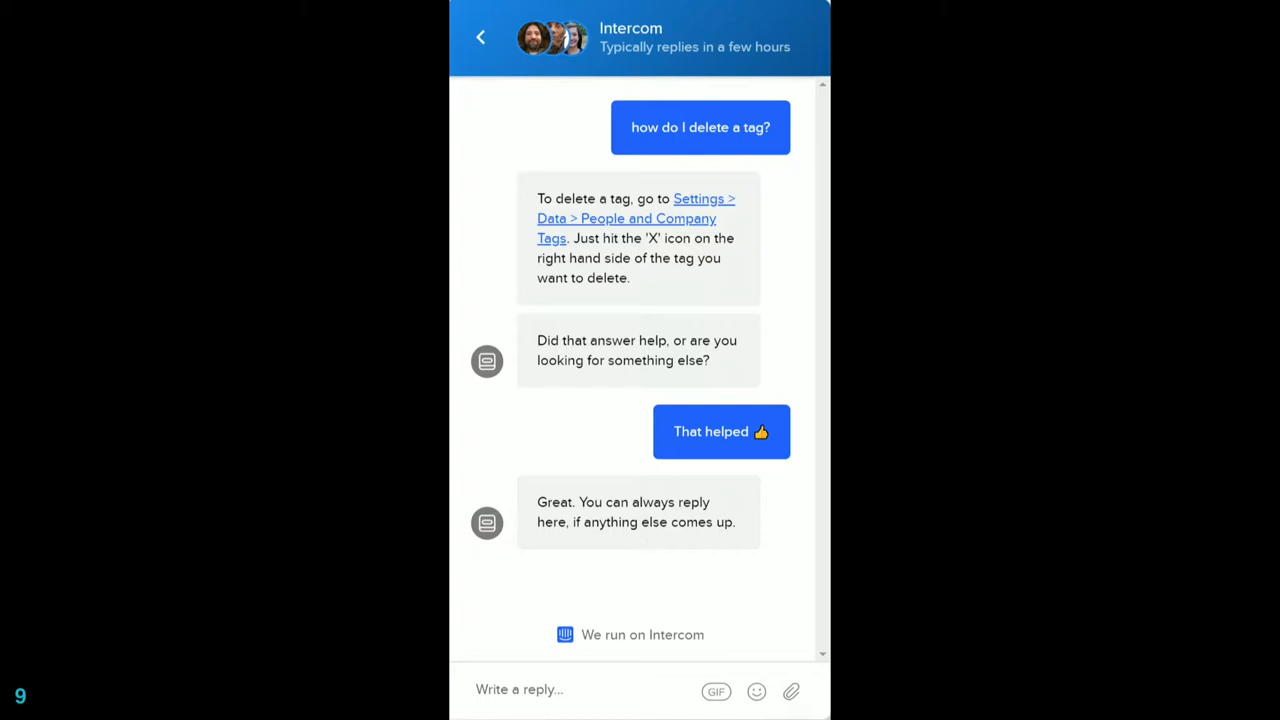 Intercom
Typically replies in a few hours
how do I delete a tag?
To delete a tag, go to Settings >
Data > People and Company
Tags. Just hit the 'X' icon on the
right hand side of the tag you
want to delete.
Did that answer help, or are you
looking for something else?
That helped 👍
Great. You can always reply
here, if anything else comes up.
We run on Intercom
Write a reply...
GIF
9